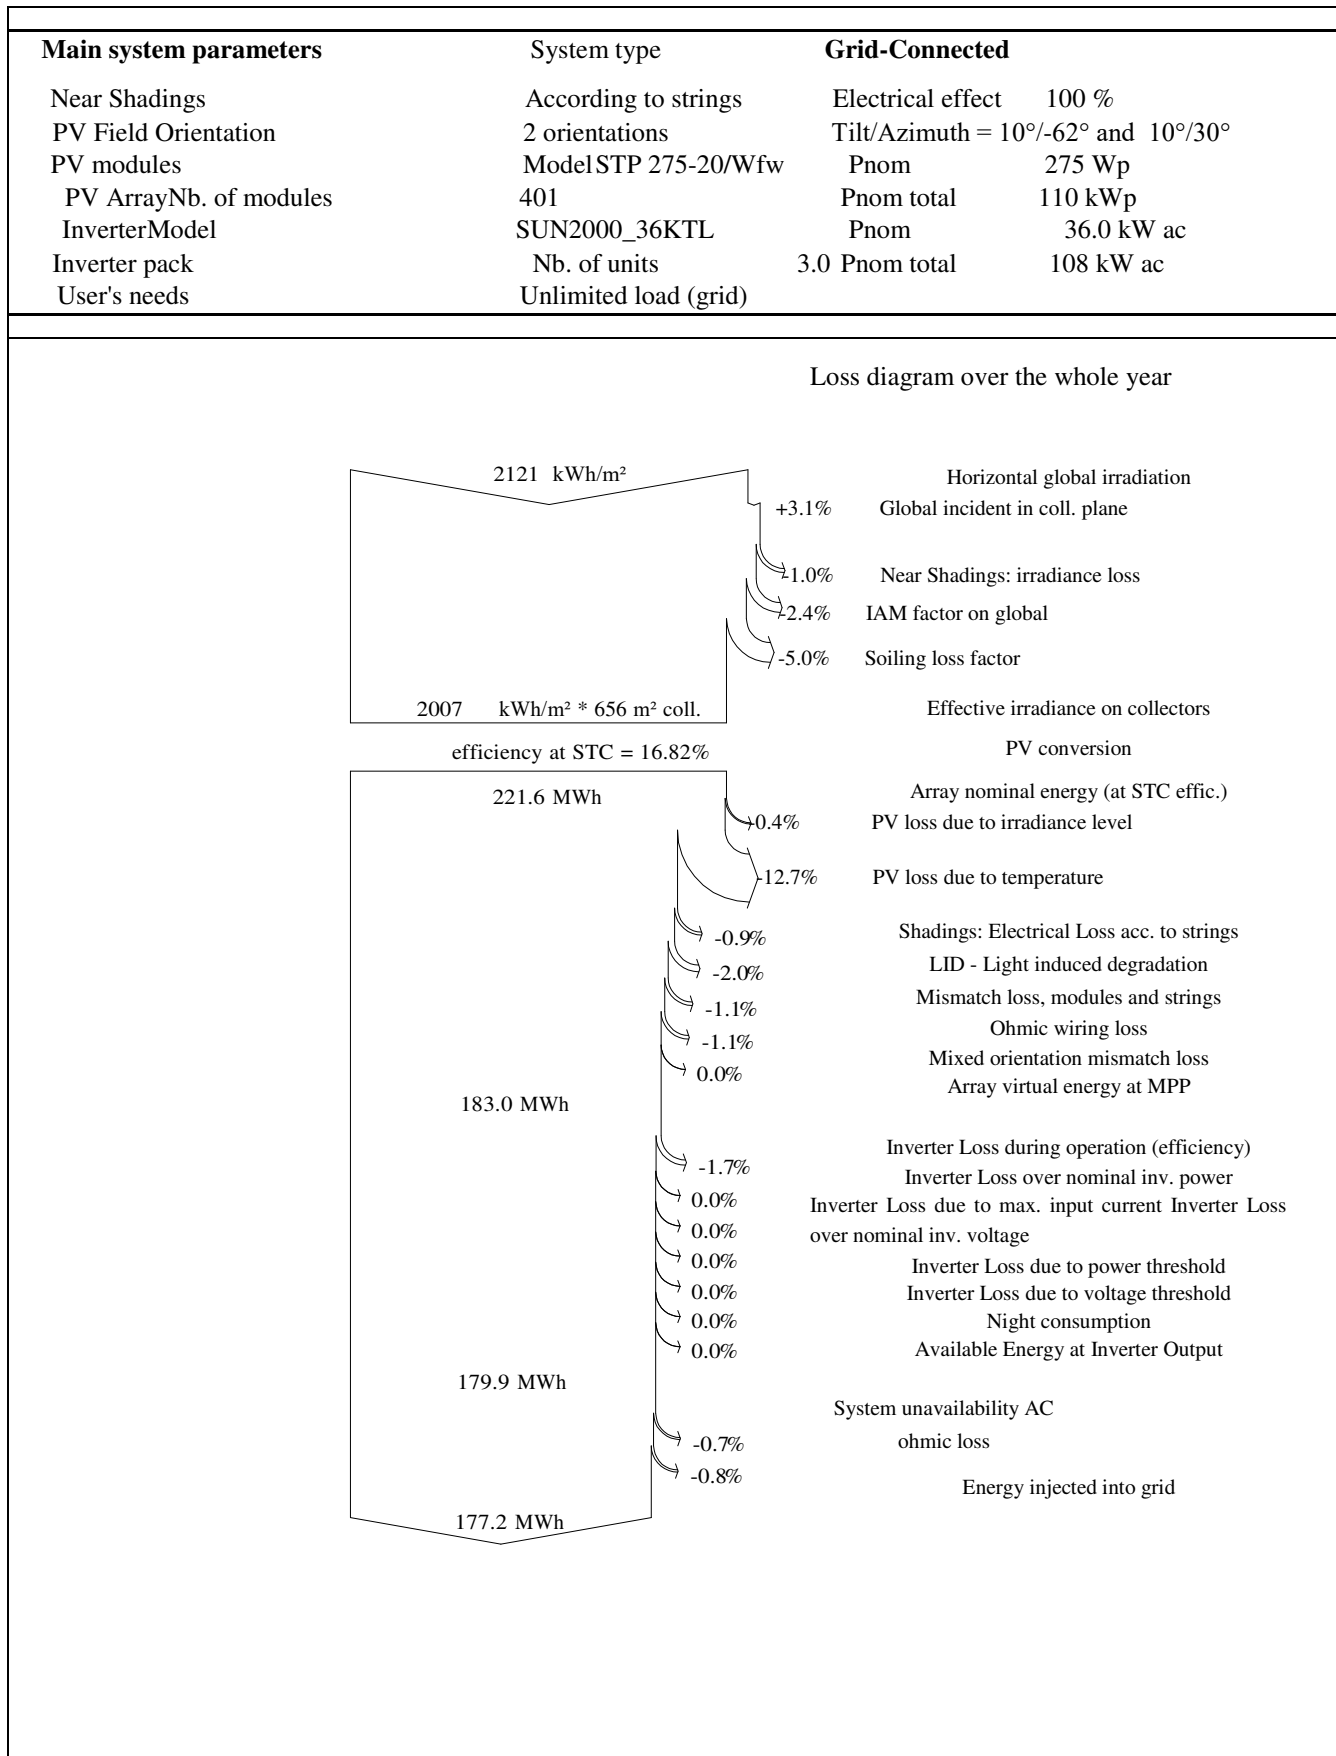 Main system parameters System type Grid-Connected
Near Shadings According to strings Electrical effect 100 %
PV Field Orientation 2 orientations Tilt/Azimuth = 10°/-62° and 10°/30°
PV modules Model STP 275-20/Wfw Pnom 275 Wp
PV ArrayNb. of modules 401 Pnom total 110 kWp
InverterModel SUN2000_36KTL Pnom 36.0 kW ac
Inverter pack Nb. of units 3.0 Pnom total 108 kW ac
User's needs Unlimited load (grid)
Loss diagram over the whole year
2121 kWh/m² Horizontal global irradiation
+3.1% Global incident in coll. plane
-1.0% Near Shadings: irradiance loss
-2.4% IAM factor on global
-5.0% Soiling loss factor
2007 kWh/m² * 656 m² coll. Effective irradiance on collectors
efficiency at STC = 16.82% PV conversion
221.6 MWh Array nominal energy (at STC effic.)
-0.4% PV loss due to irradiance level
-12.7% PV loss due to temperature
-0.9% Shadings: Electrical Loss acc. to strings
-2.0% LID - Light induced degradation
-1.1% Mismatch loss, modules and strings
-1.1% Ohmic wiring loss
0.0% Mixed orientation mismatch loss
183.0 MWh Array virtual energy at MPP
-1.7% Inverter Loss during operation (efficiency)
0.0% Inverter Loss over nominal inv. power
Inverter Loss due to max. input current Inverter Loss
0.0% over nominal inv. voltage
0.0% Inverter Loss due to power threshold
0.0% Inverter Loss due to voltage threshold
0.0% Night consumption
0.0% Available Energy at Inverter Output
179.9 MWh
System unavailability AC
-0.7% ohmic loss
-0.8% Energy injected into grid
177.2 MWh